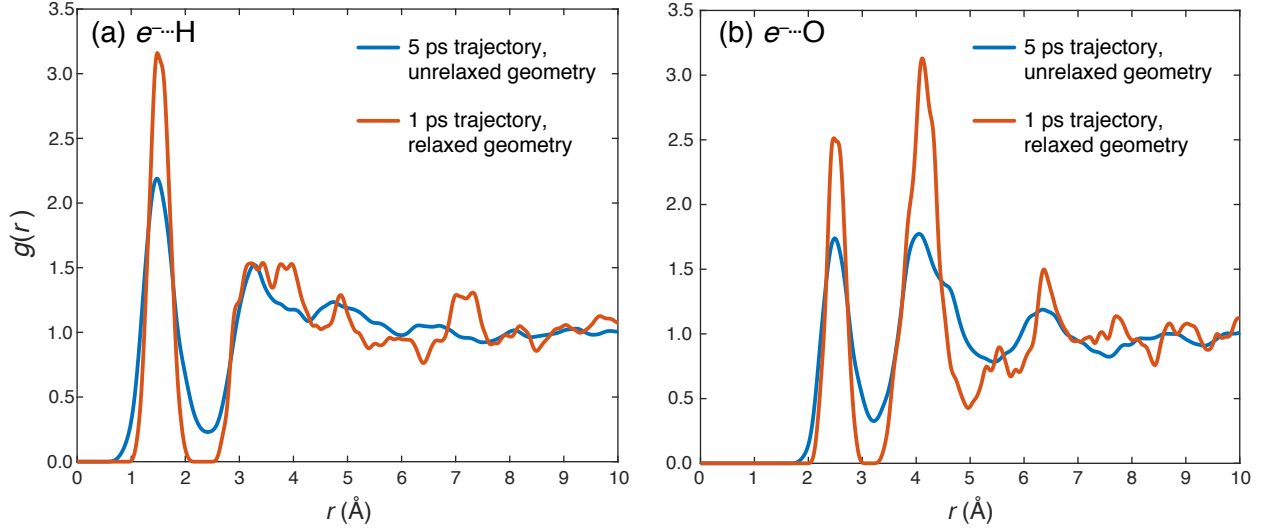 (a) e⁻···H
5 ps trajectory,
unrelaxed geometry
1 ps trajectory,
relaxed geometry
3.5
3.0
2.5
2.0
1.5
1.0
0.5
0.0
g(r)
0 1 2 3 4 5 6 7 8 9 10
r (Å)
(b) e⁻···O
5 ps trajectory,
unrelaxed geometry
1 ps trajectory,
relaxed geometry
3.5
3.0
2.5
2.0
1.5
1.0
0.5
0.0
0 1 2 3 4 5 6 7 8 9 10
r (Å)